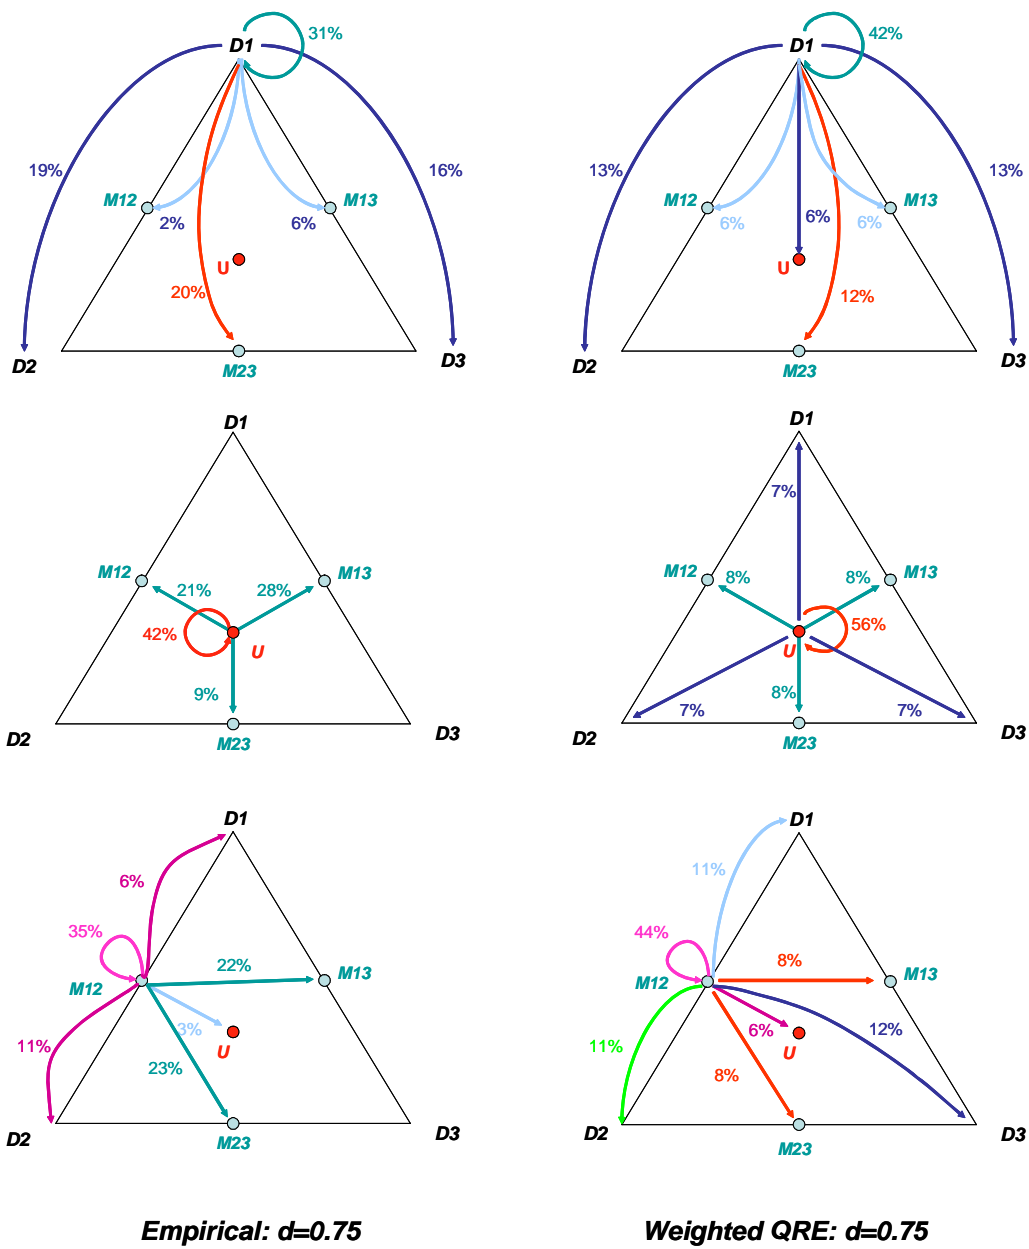 31%
42%
D1
D1
19%
16%
13%
13%
M12
M13
M12
M13
2%
6%
6%
6%
6%
U
U
20%
12%
D2
D3
D2
D3
M23
M23
D1
D1
7%
M12
21%
28%
M13
M12
8%
8%
M13
42%
U
56%
U
9%
8%
7%
7%
D2
D3
D2
D3
M23
M23
D1
D1
6%
11%
35%
44%
22%
M13
8%
M13
M12
M12
3%
U
6%
12%
U
11%
23%
11%
8%
D2
D3
D2
D3
M23
M23
Empirical: d=0.75
Weighted QRE: d=0.75